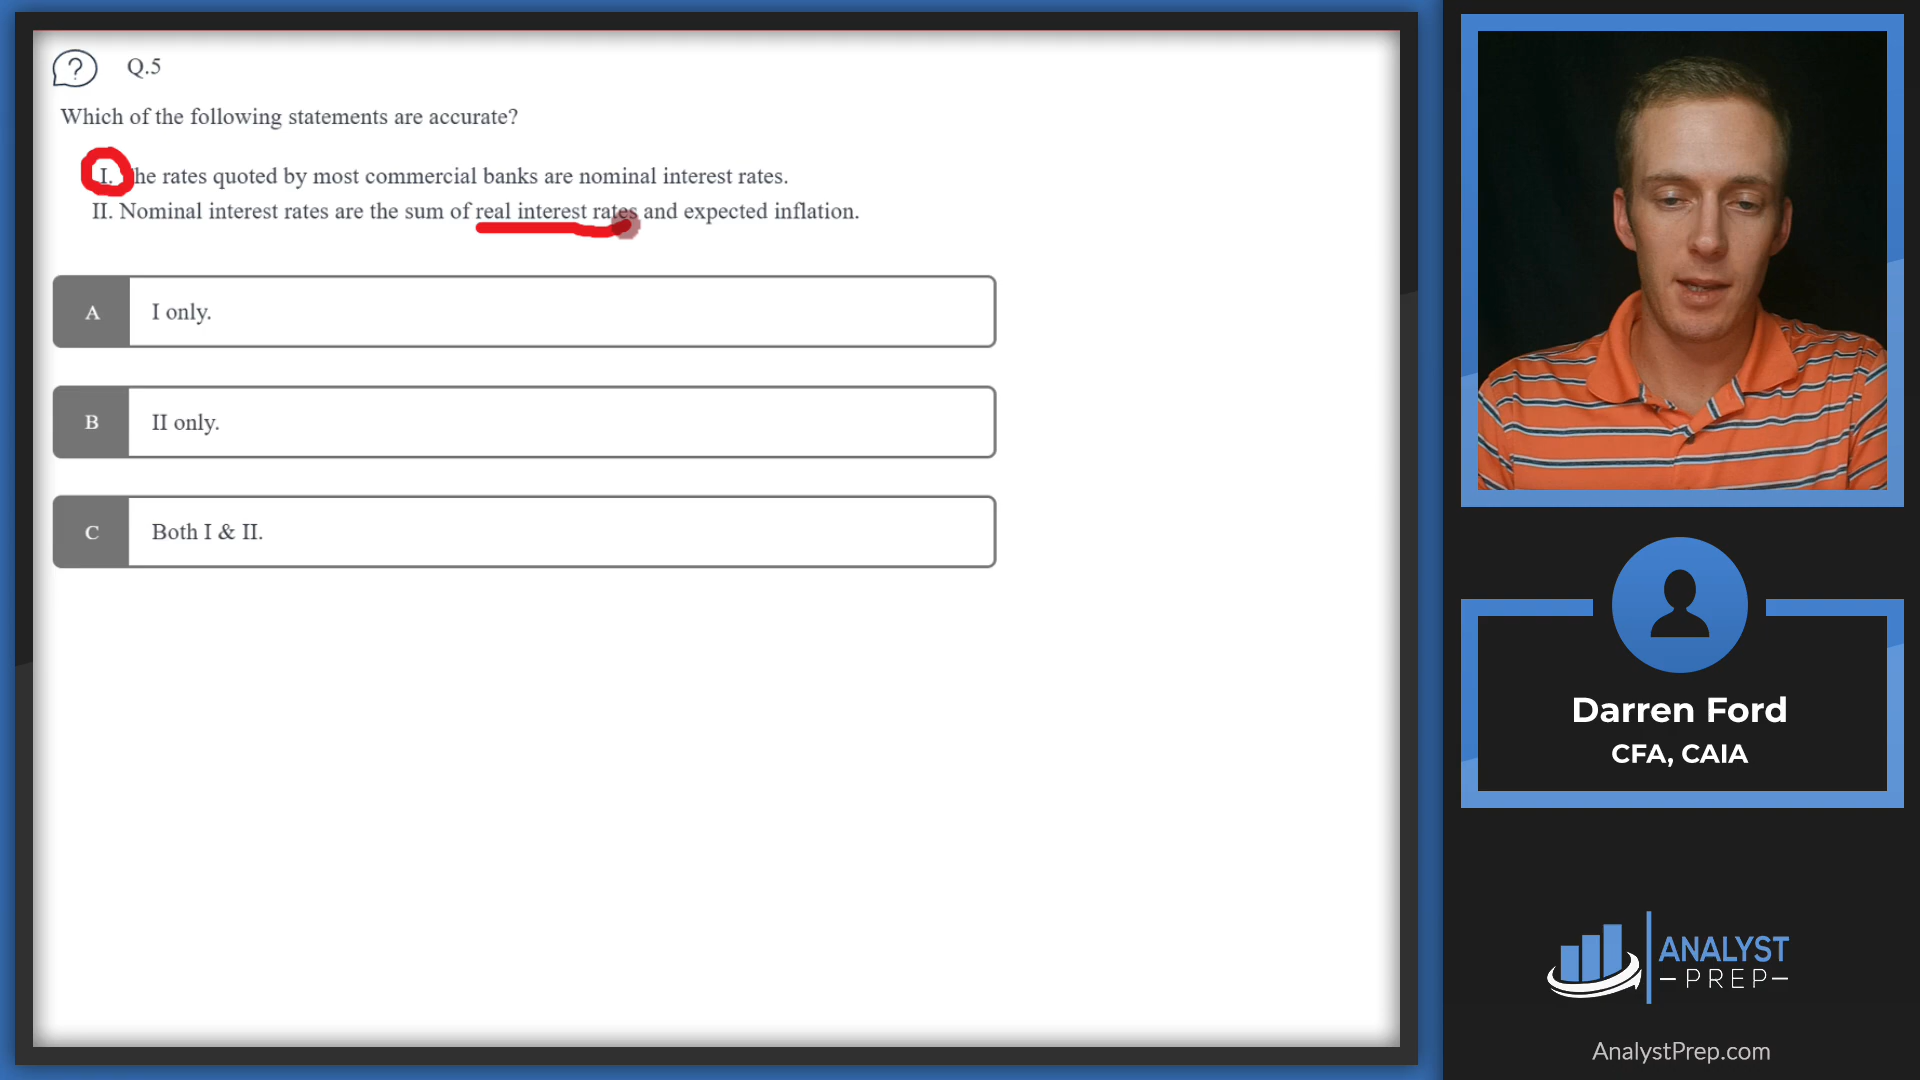 ?
Q.5
Which of the following statements are accurate?
I. The rates quoted by most commercial banks are nominal interest rates.
II. Nominal interest rates are the sum of real interest rates and expected inflation.
A
I only.
B
II only.
C
Both I & II.
Darren Ford
CFA, CAIA
ANALYST
PREP
AnalystPrep.com